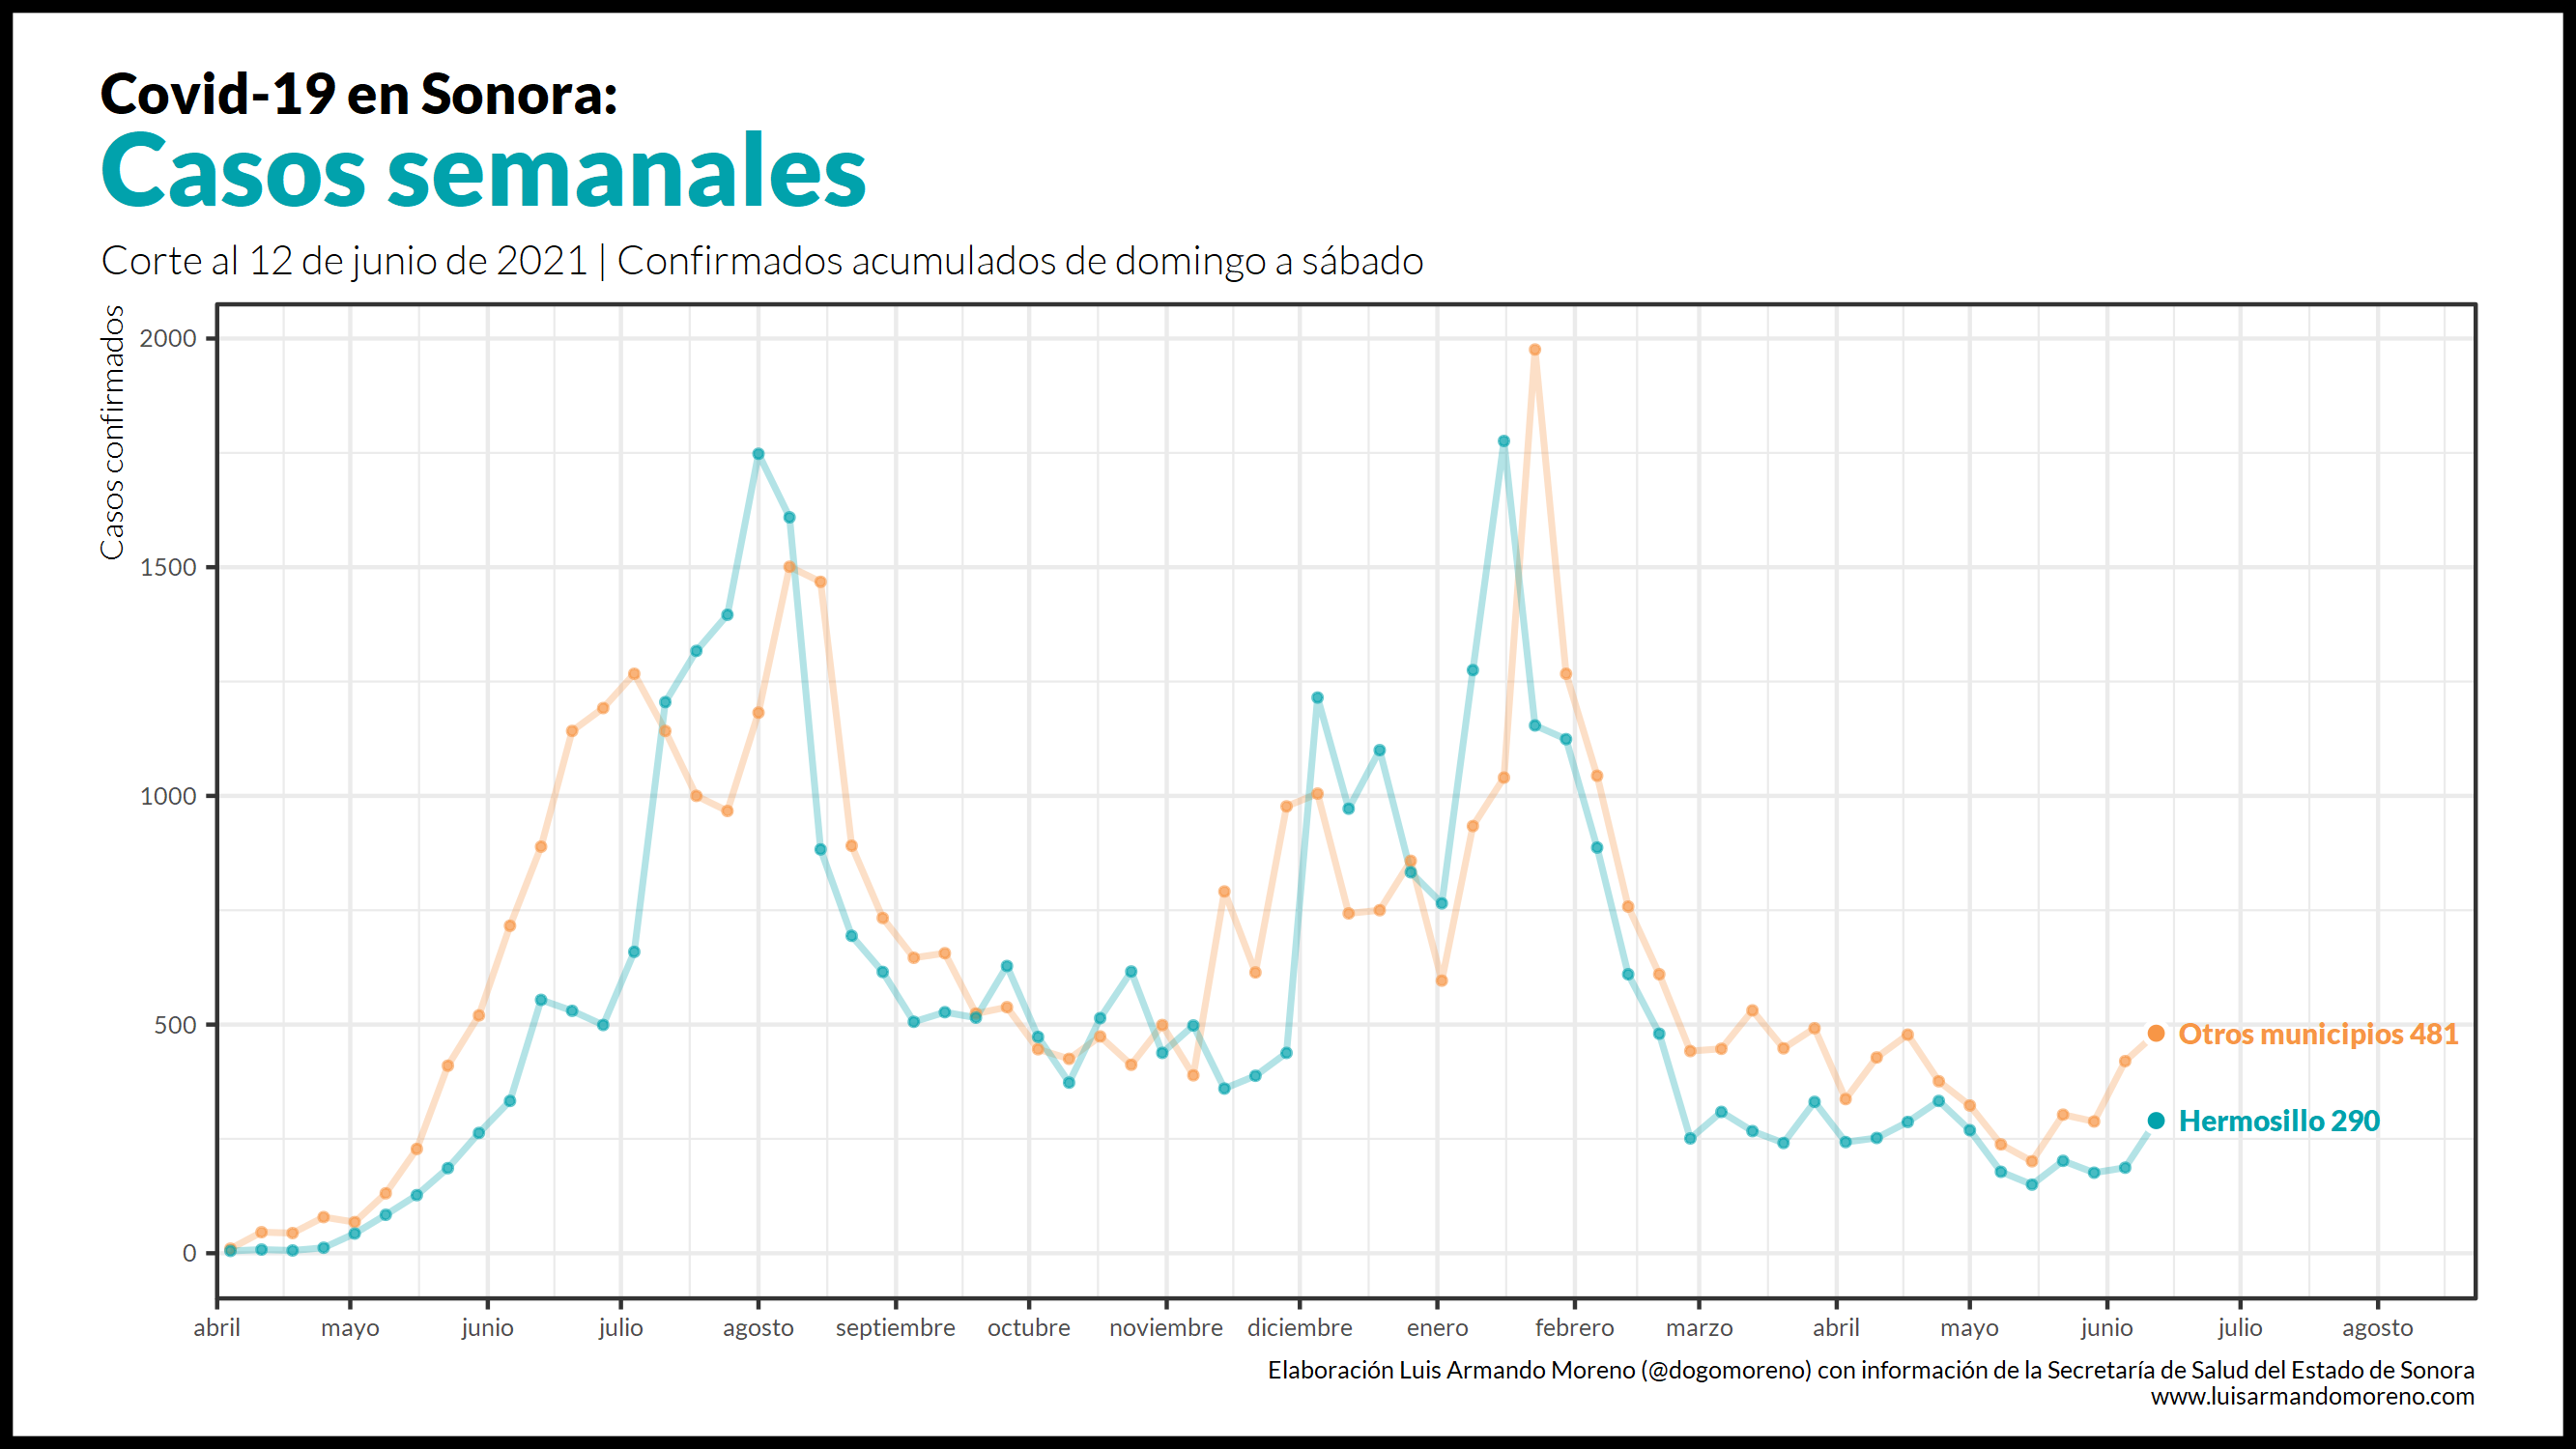 Covid-19 en Sonora:
Casos semanales
Corte al 12 de junio de 2021 | Confirmados acumulados de domingo a sábado
Casos confirmados
2000
1500
1000
500
0
Otros municipios 481
Hermosillo 290
abril mayo junio julio agosto septiembre octubre noviembre diciembre enero febrero marzo abril mayo junio julio agosto
Elaboración Luis Armando Moreno (@dogomoreno) con información de la Secretaría de Salud del Estado de Sonora
www.luisarmandomoreno.com